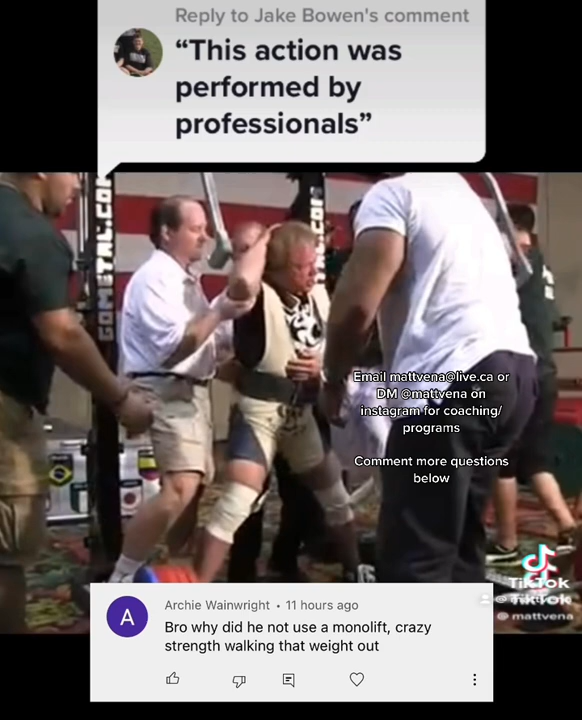 Reply to Jake Bowen's comment
“This action was
performed by
professionals”
GOMETAL.COM
Email mattvena@live.ca or
DM @mattvena on
instagram for coaching/
programs
Comment more questions
below
TikTok
TikTok
@ mattvena
A
Archie Wainwright • 11 hours ago
Bro why did he not use a monolift, crazy
strength walking that weight out